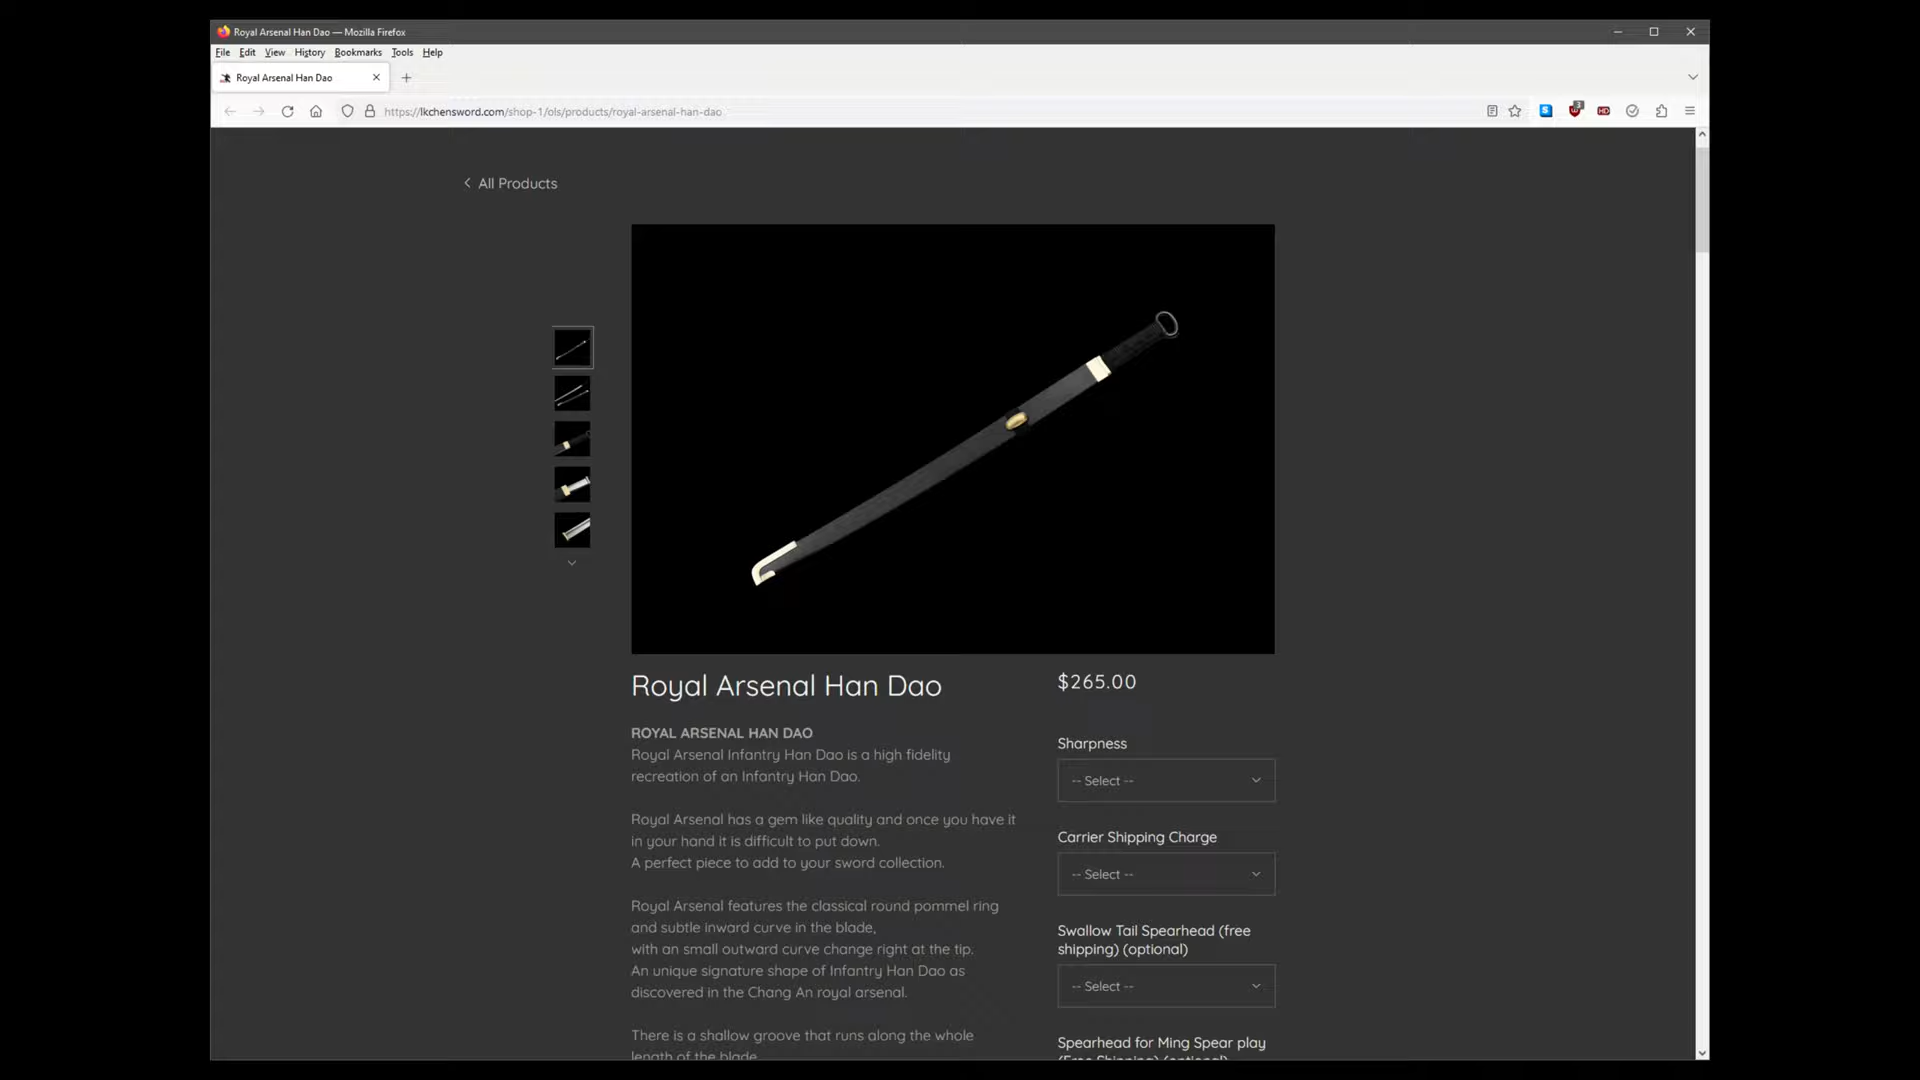 Royal Arsenal Han Dao — Mozilla Firefox
File Edit View History Bookmarks Tools Help
Royal Arsenal Han Dao
https://lkchensword.com/shop-1/ols/products/royal-arsenal-han-dao
All Products
Royal Arsenal Han Dao
$265.00
ROYAL ARSENAL HAN DAO
Royal Arsenal Infantry Han Dao is a high fidelity
recreation of an Infantry Han Dao.
Royal Arsenal has a gem like quality and once you have it
in your hand it is difficult to put down.
A perfect piece to add to your sword collection.
Royal Arsenal features the classical round pommel ring
and subtle inward curve in the blade,
with an small outward curve change right at the tip.
An unique signature shape of Infantry Han Dao as
discovered in the Chang An royal arsenal.
There is a shallow groove that runs along the whole
length of the blade
Sharpness
-- Select --
Carrier Shipping Charge
-- Select --
Swallow Tail Spearhead (free
shipping) (optional)
-- Select --
Spearhead for Ming Spear play
(Free Shipping) (optional)